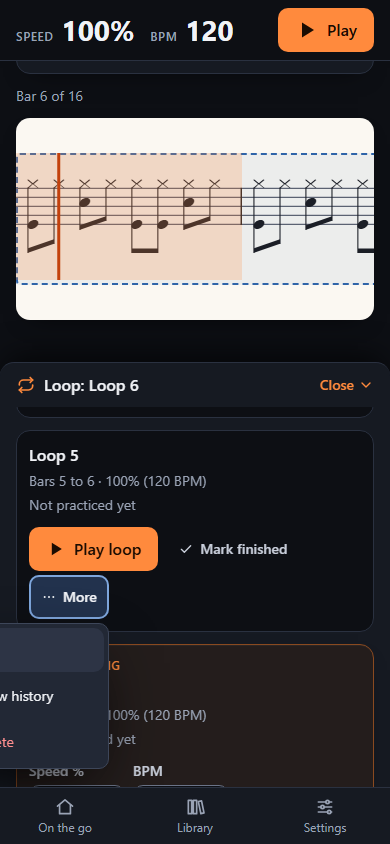 SPEED 100% BPM 120 Play
Bar 6 of 16
Loop: Loop 6 Close
Loop 5
Bars 5 to 6 · 100% (120 BPM)
Not practiced yet
Play loop Mark finished
··· More
history
100% (120 BPM)
yet
Speed % BPM
On the go Library Settings